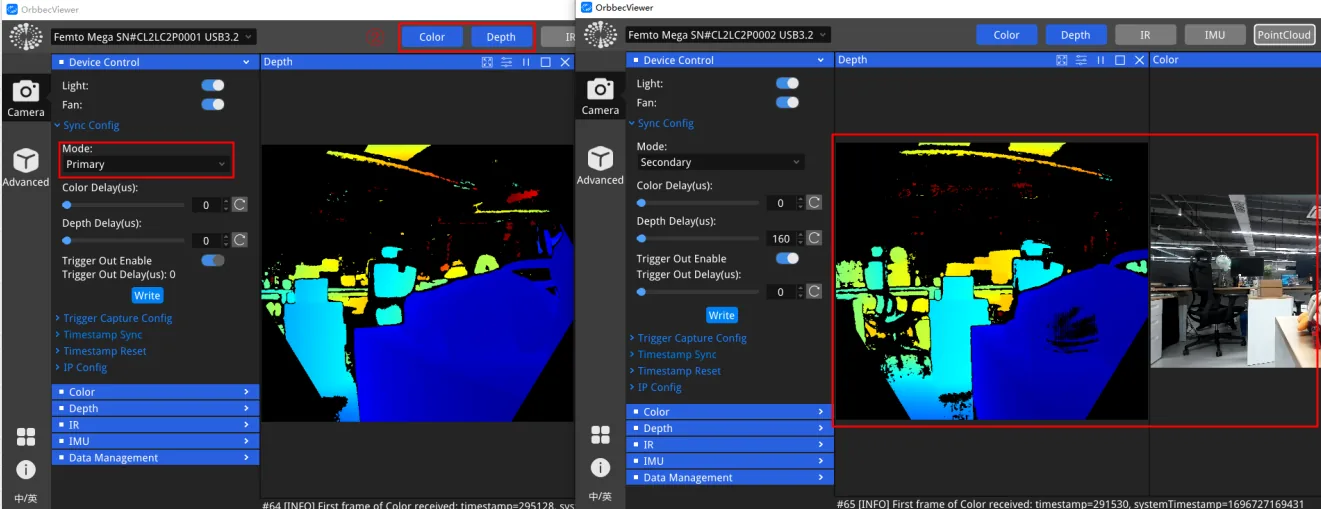 OrbbecViewer
Femto Mega SN#CL2LC2P0001 USB3.2
Color
Depth
IR
Camera
Advanced
中/英
Device Control
Light:
Fan:
Sync Config
Mode:
Primary
Color Delay(us):
0
Depth Delay(us):
0
Trigger Out Enable
Trigger Out Delay(us): 0
Write
Trigger Capture Config
Timestamp Sync
Timestamp Reset
IP Config
Color
Depth
IR
IMU
Data Management
Depth
#64 [INFO] First frame of Color received: timestamp=295128, sys
OrbbecViewer
Femto Mega SN#CL2LC2P0002 USB3.2
Color
Depth
IR
IMU
PointCloud
Camera
Advanced
中/英
Device Control
Light:
Fan:
Sync Config
Mode:
Secondary
Color Delay(us):
0
Depth Delay(us):
160
Trigger Out Enable
Trigger Out Delay(us):
0
Write
Trigger Capture Config
Timestamp Sync
Timestamp Reset
IP Config
Color
Depth
IR
IMU
Data Management
Depth
Color
#65 [INFO] First frame of Color received: timestamp=291530, systemTimestamp=1696727169431